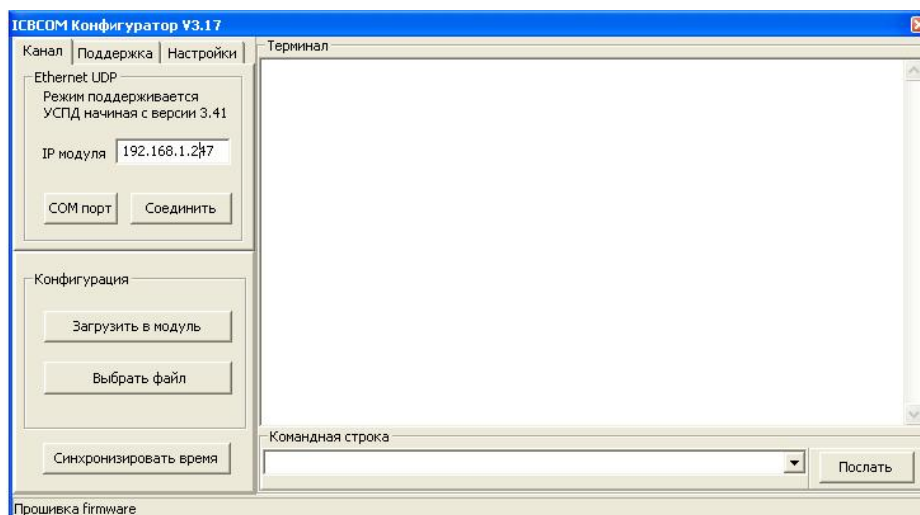 ICBCOM Конфигуратор V3.17
Канал Поддержка Настройки
Ethernet UDP
Режим поддерживается
УСПД начиная с версии 3.41
IP модуля 192.168.1.247
COM порт Соединить
Конфигурация
Загрузить в модуль
Выбрать файл
Синхронизировать время
Терминал
Командная строка
Послать
Прошивка firmware